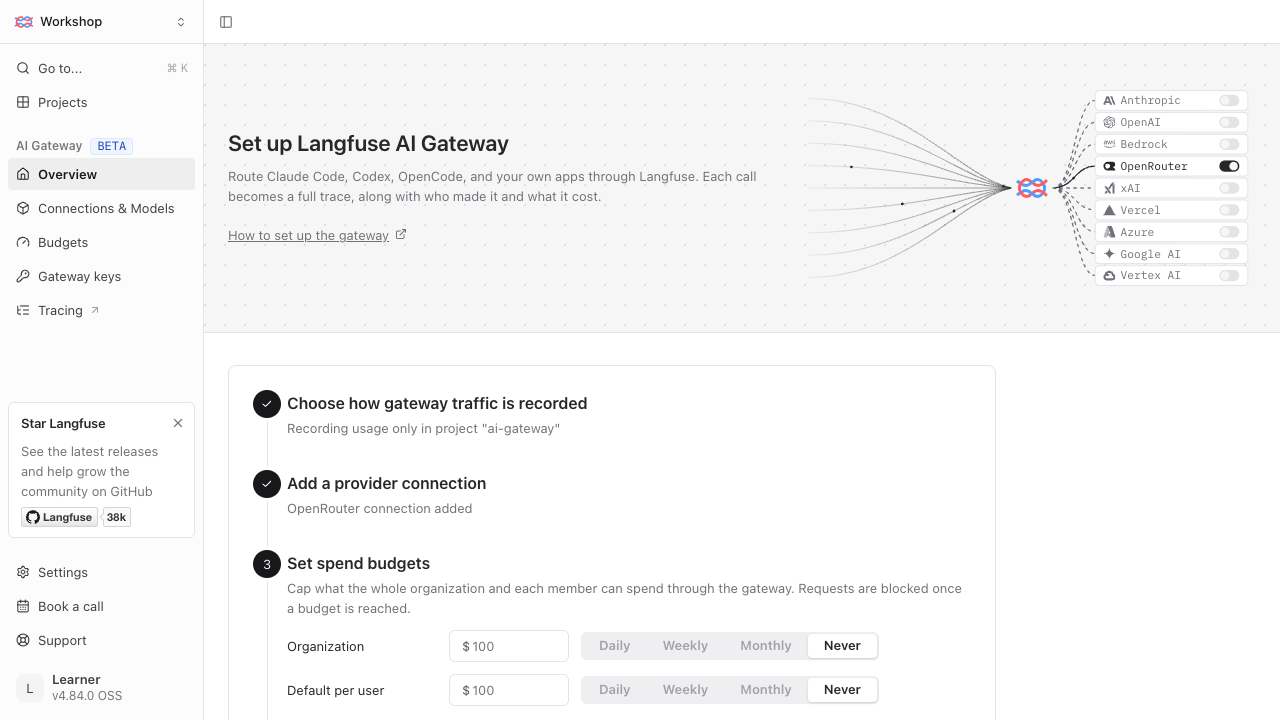 Workshop
Go to...
⌘ K
Projects
AI Gateway BETA
Overview
Connections & Models
Budgets
Gateway keys
Tracing
Star Langfuse
See the latest releases
and help grow the
community on GitHub
Langfuse 38k
Settings
Book a call
Support
L
Learner
v4.84.0 OSS
Set up Langfuse AI Gateway
Route Claude Code, Codex, OpenCode, and your own apps through Langfuse. Each call
becomes a full trace, along with who made it and what it cost.
How to set up the gateway
Anthropic
OpenAI
Bedrock
OpenRouter
xAI
Vercel
Azure
Google AI
Vertex AI
Choose how gateway traffic is recorded
Recording usage only in project "ai-gateway"
Add a provider connection
OpenRouter connection added
3 Set spend budgets
Cap what the whole organization and each member can spend through the gateway. Requests are blocked once
a budget is reached.
Organization $ 100 Daily Weekly Monthly Never
Default per user $ 100 Daily Weekly Monthly Never